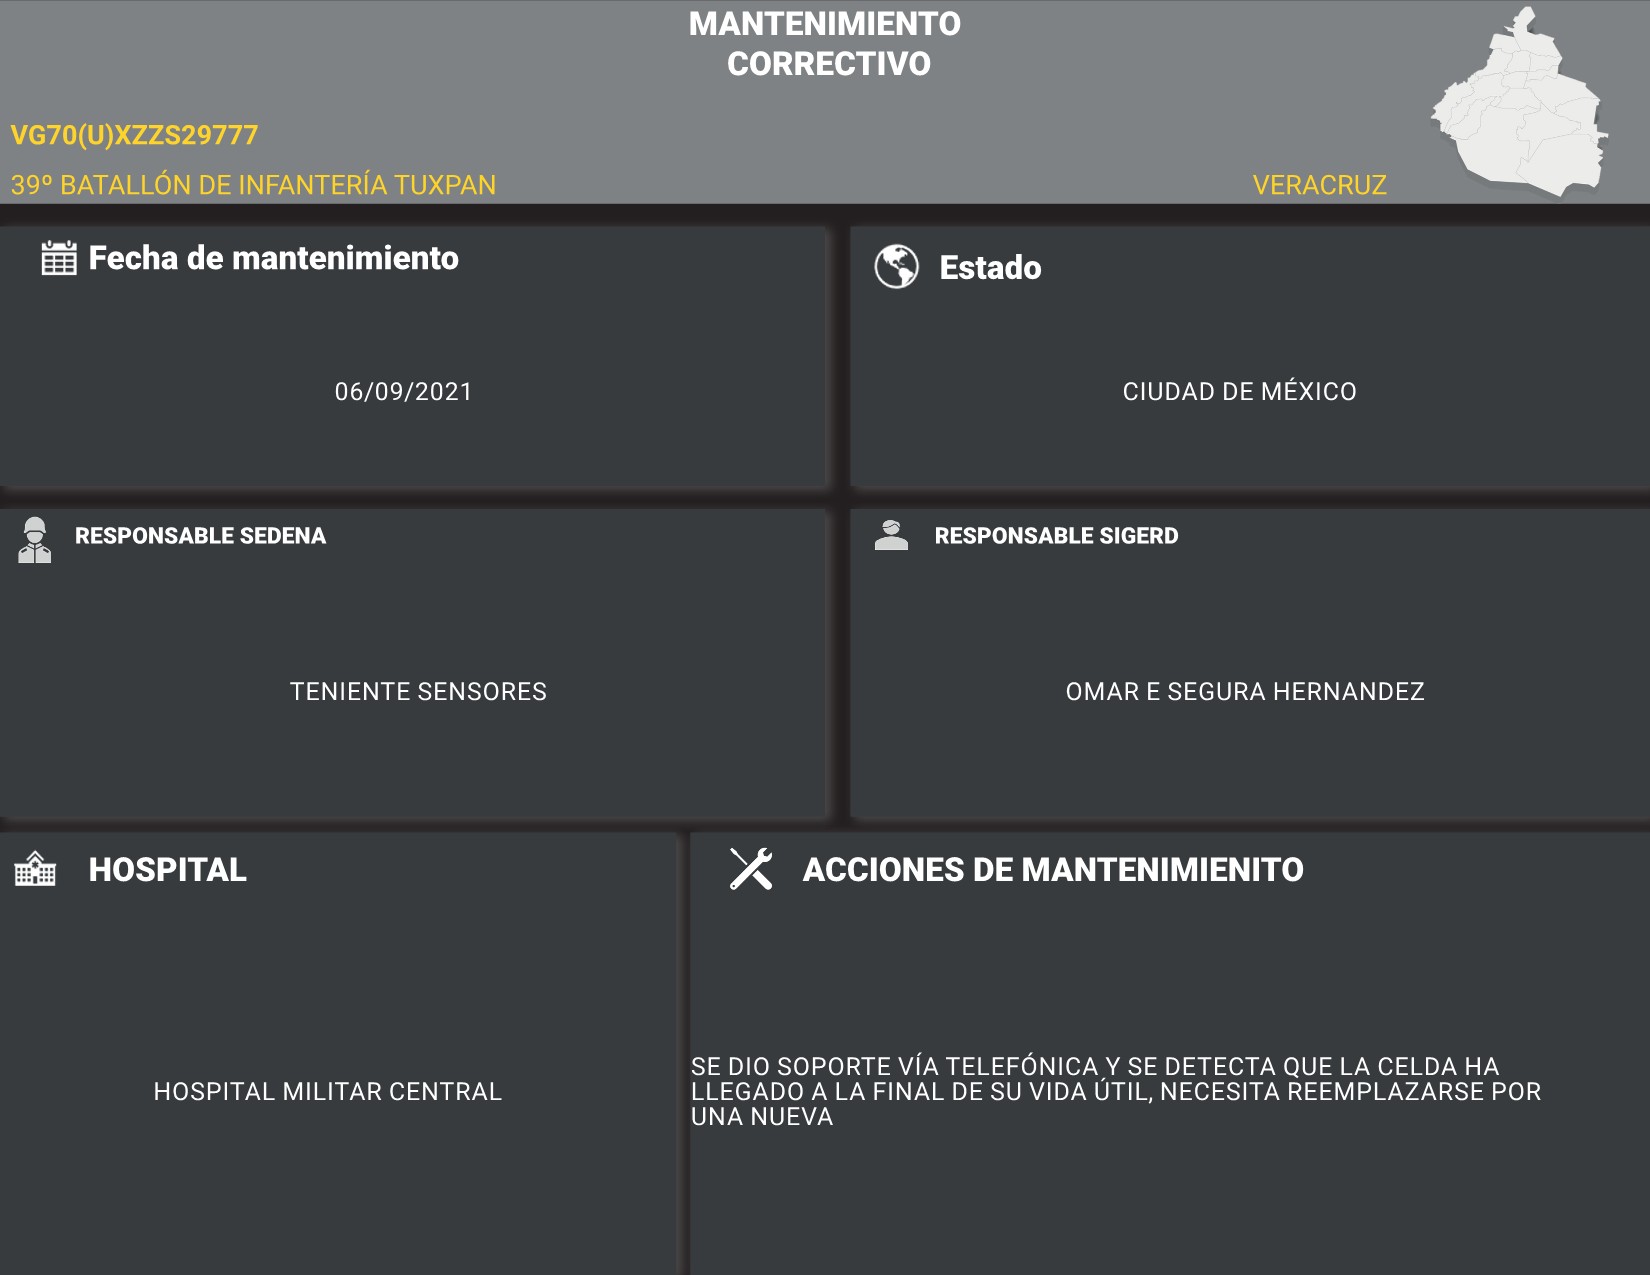 MANTENIMIENTO
CORRECTIVO
VG70(U)XZZS29777
39º BATALLÓN DE INFANTERÍA TUXPAN
VERACRUZ
Fecha de mantenimiento
Estado
06/09/2021
CIUDAD DE MÉXICO
RESPONSABLE SEDENA
RESPONSABLE SIGERD
TENIENTE SENSORES
OMAR E SEGURA HERNANDEZ
HOSPITAL
ACCIONES DE MANTENIMIENITO
HOSPITAL MILITAR CENTRAL
SE DIO SOPORTE VÍA TELEFÓNICA Y SE DETECTA QUE LA CELDA HA
LLEGADO A LA FINAL DE SU VIDA ÚTIL, NECESITA REEMPLAZARSE POR
UNA NUEVA